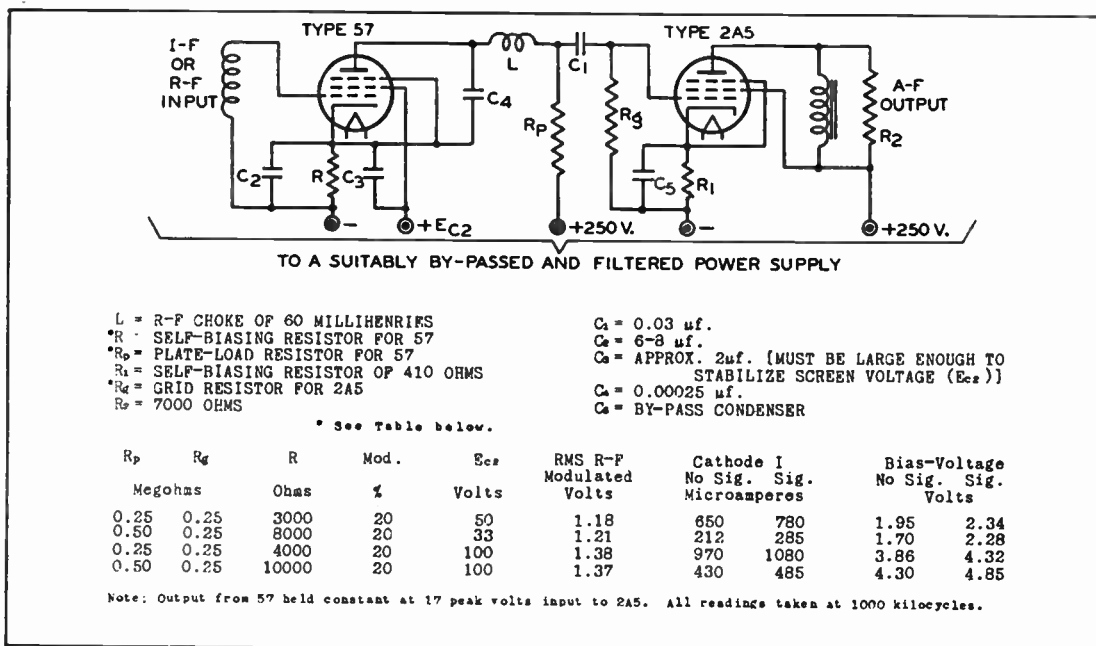 TYPE 57
TYPE 2A5
I-F
OR
R-F
INPUT
L
C1
C4
Rp
Rg
A-F
OUTPUT
R2
C2
R
C3
C5
R1
-
+EC2
+250V.
-
+250V.
TO A SUITABLY BY-PASSED AND FILTERED POWER SUPPLY
L = R-F CHOKE OF 60 MILLIHENRIES
*R - SELF-BIASING RESISTOR FOR 57
*Rp= PLATE-LOAD RESISTOR FOR 57
R1 = SELF-BIASING RESISTOR OF 410 OHMS
*Rg= GRID RESISTOR FOR 2A5
R2= 7000 OHMS
C1 = 0.03 µf.
C2 = 6-8 µf.
C3 = APPROX. 2µf. [MUST BE LARGE ENOUGH TO
STABILIZE SCREEN VOLTAGE (Ec2)]
C4 = 0.00025 µf.
C5 = BY-PASS CONDENSER
* See Table below.
Rp Rg R Mod. Ec2 RMS R-F Cathode I Bias-Voltage
Modulated No Sig. Sig. No Sig. Sig.
Megohms Ohms % Volts Volts Microamperes Volts
0.25 0.25 3000 20 50 1.18 650 780 1.95 2.34
0.50 0.25 8000 20 33 1.21 212 285 1.70 2.28
0.25 0.25 4000 20 100 1.38 970 1080 3.86 4.32
0.50 0.25 10000 20 100 1.37 430 485 4.30 4.85
Note: Output from 57 held constant at 17 peak volts input to 2A5. All readings taken at 1000 kilocycles.